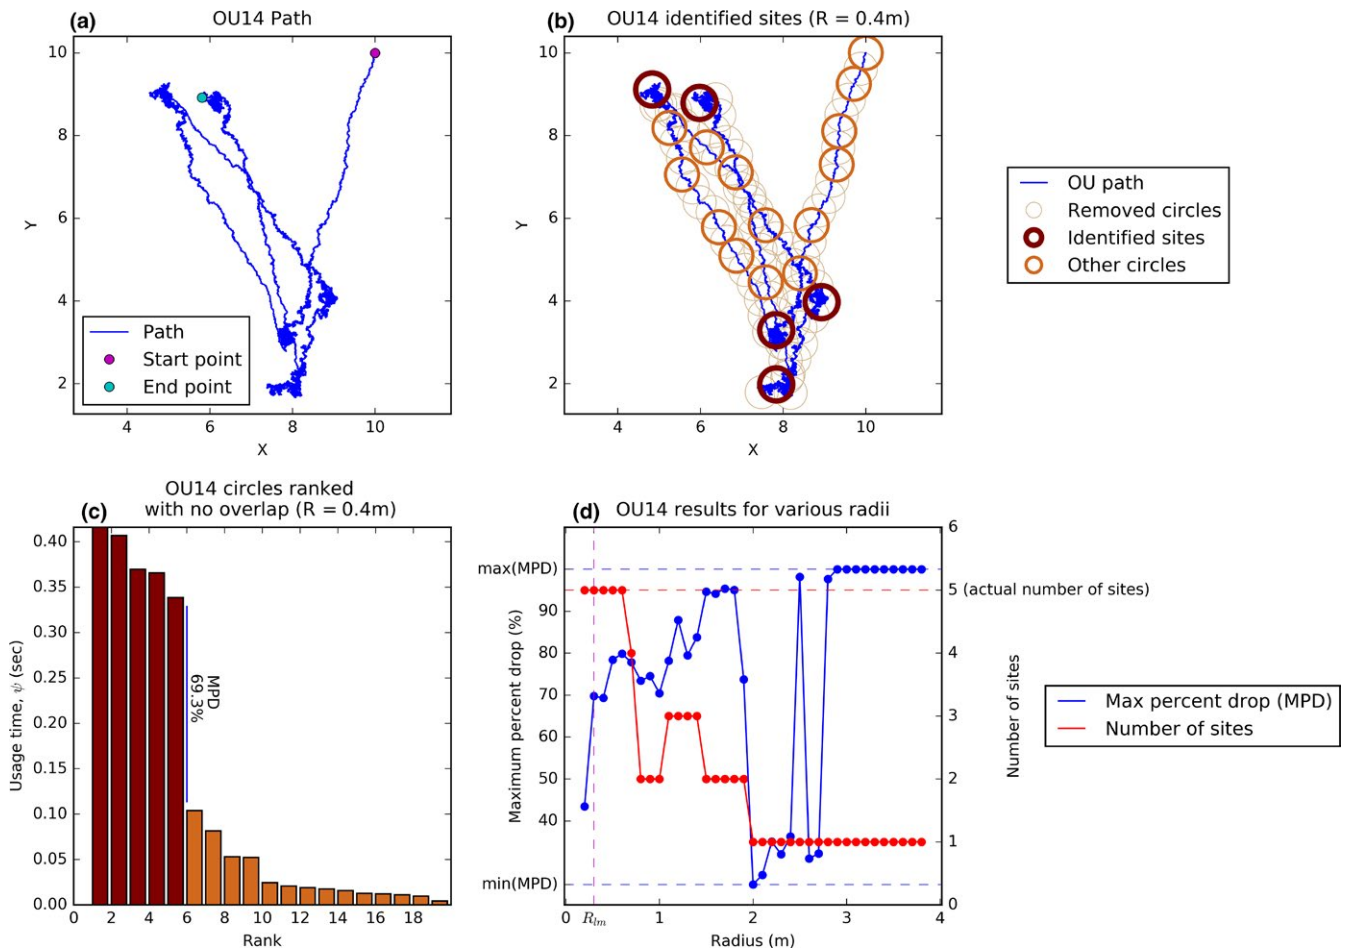 (a) OU14 Path
10
8
6
4
2
Y
4 6 8 10
X
Path
Start point
End point
(b) OU14 identified sites (R = 0.4m)
10
8
6
4
2
Y
4 6 8 10
X
OU path
Removed circles
Identified sites
Other circles
OU14 circles ranked
(c) with no overlap (R = 0.4m)
0.40
0.35
0.30
0.25
0.20
0.15
0.10
0.05
0.00
Usage time, ψ (sec)
MPD
69.3%
2 4 6 8 10 12 14 16 18
Rank
(d) OU14 results for various radii
max(MPD)
90
80
70
60
50
40
min(MPD)
Maximum percent drop (%)
6
5 (actual number of sites)
4
3
2
1
0
Number of sites
0 R_lm 1 2 3 4
Radius (m)
Max percent drop (MPD)
Number of sites